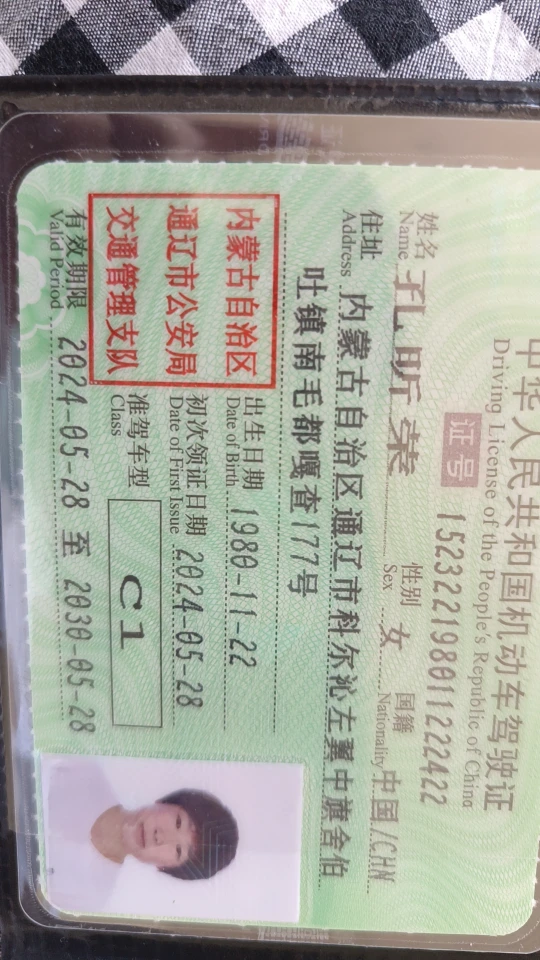 中华人民共和国机动车驾驶证
Driving License of the People's Republic of China
证号 152322198011222422
姓名 孔昕荣 性别 女 国籍 中国/CHN
Name Sex Nationality
住址 内蒙古自治区通辽市科尔沁左翼中旗舍伯
Address
吐镇南毛都嘎查177号
内蒙古自治区
通辽市公安局
交通管理支队
出生日期 1980-11-22
Date of Birth
初次领证日期 2024-05-28
Date of First Issue
准驾车型 C1
Class
有效期限 2024-05-28 至 2030-05-28
Valid Period